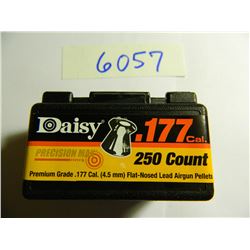 6057
Daisy .177 Cal.
PRECISION MAX
250 Count
Premium Grade .177 Cal. (4.5 mm) Flat-Nosed Lead Airgun Pellets